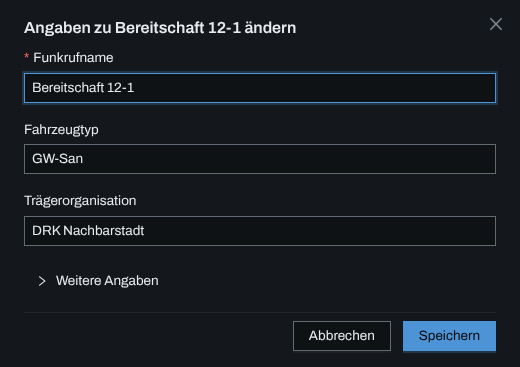 Angaben zu Bereitschaft 12-1 ändern
* Funkrufname
Bereitschaft 12-1
Fahrzeugtyp
GW-San
Trägerorganisation
DRK Nachbarstadt
Weitere Angaben
Abbrechen Speichern